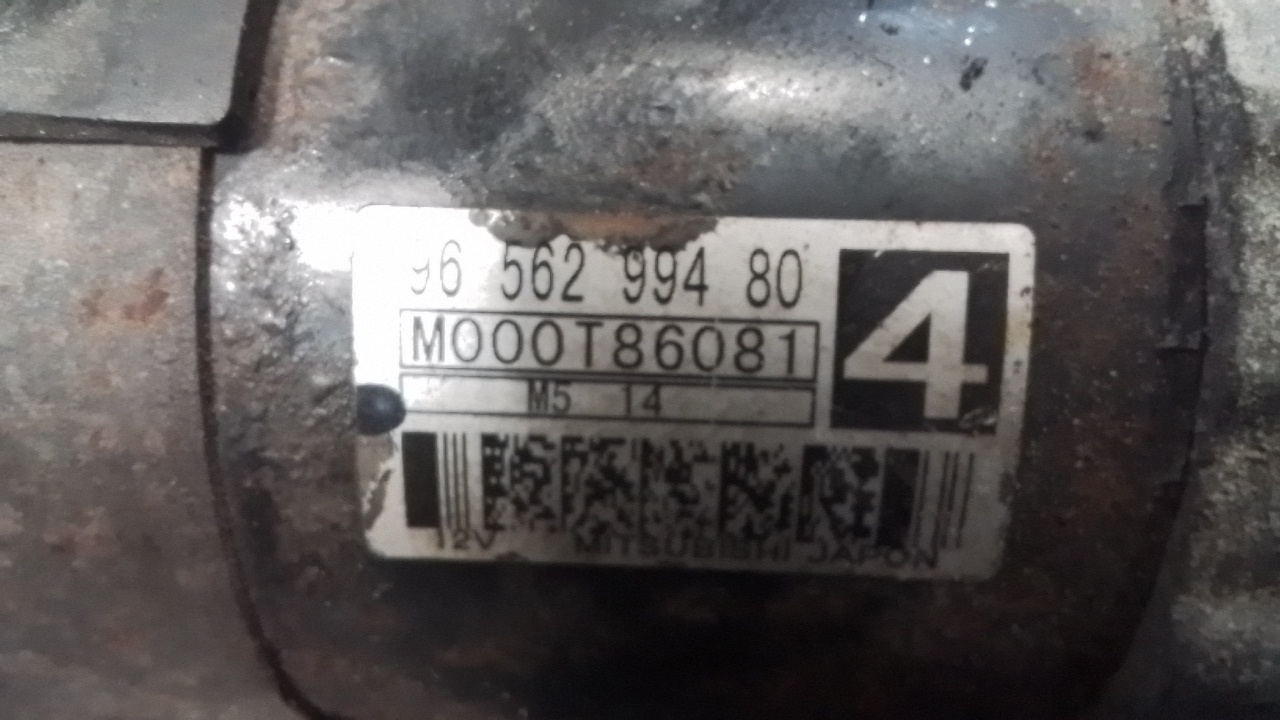 96 562 994 80
4
M000T86081
M5 14
12V MITSUBISHI JAPON